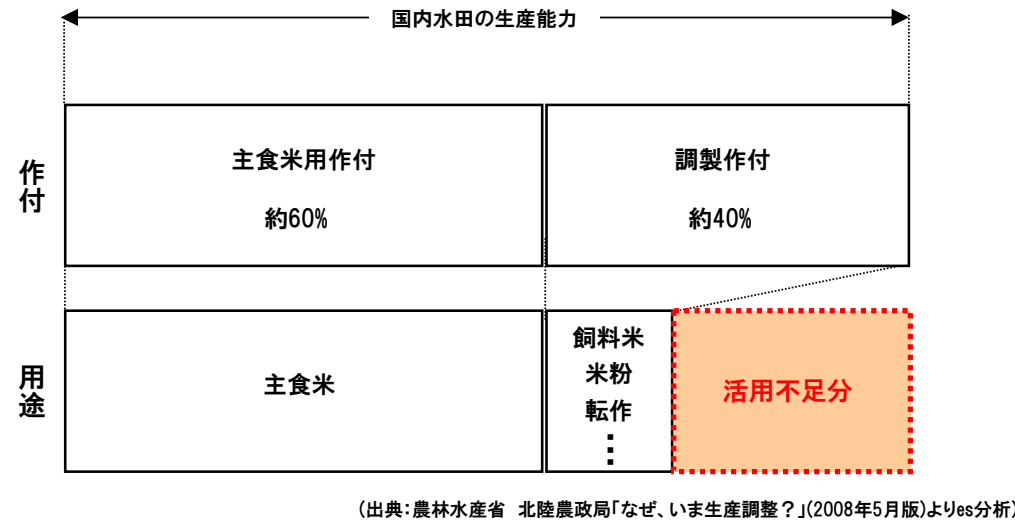 国内水田の生産能力
作付
主食米用作付
約60%
調製作付
約40%
用途
主食米
飼料米
米粉
転作
⋮
活用不足分
(出典:農林水産省 北陸農政局「なぜ、いま生産調整?」(2008年5月版)よりes分析)